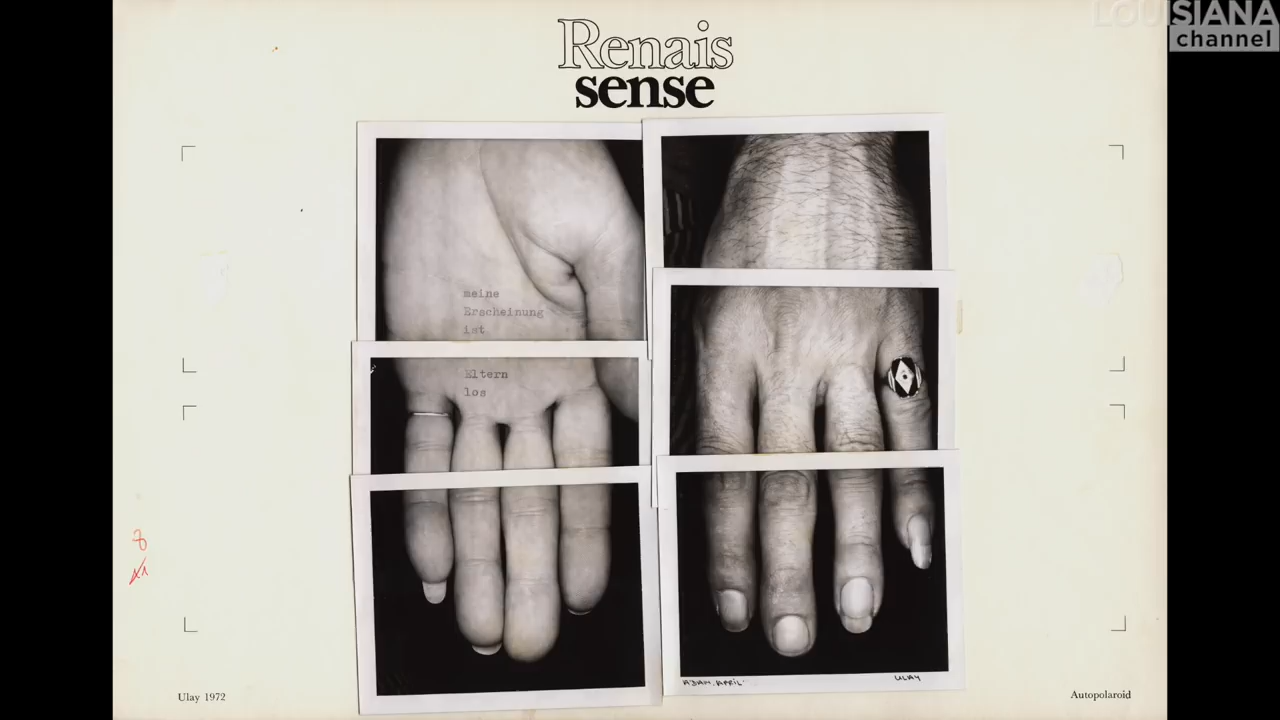 LOUISIANA
channel
Renais
sense
meine
Erscheinung
ist
Eltern
los
Ulay 1972
Autopolaroid
ULAY